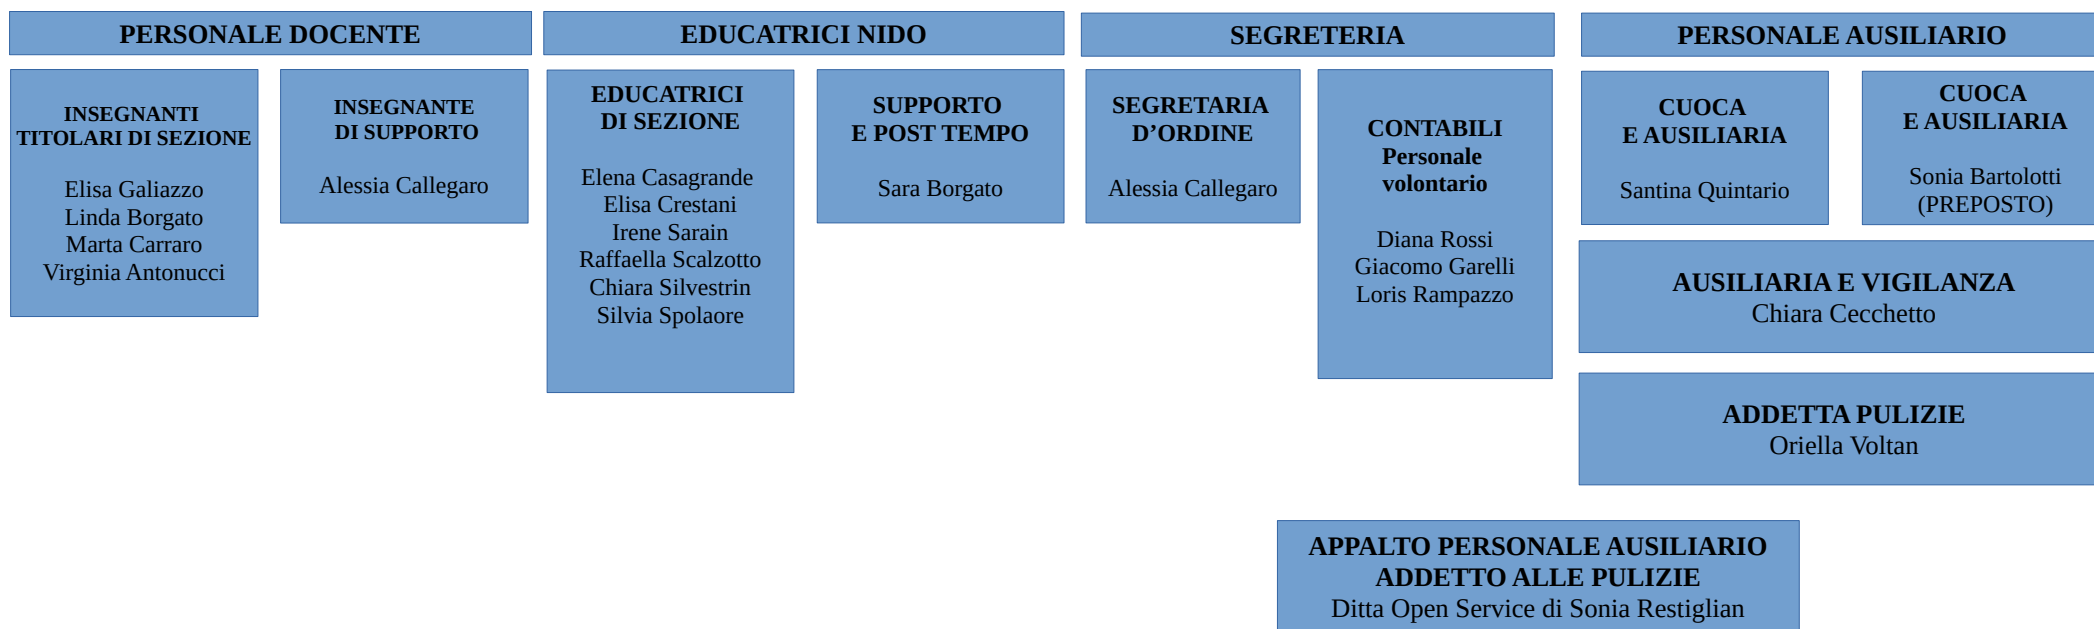 PERSONALE DOCENTE
INSEGNANTI
TITOLARI DI SEZIONE
Elisa Galiazzo
Linda Borgato
Marta Carraro
Virginia Antonucci
INSEGNANTE
DI SUPPORTO
Alessia Callegaro
EDUCATRICI NIDO
EDUCATRICI
DI SEZIONE
Elena Casagrande
Elisa Crestani
Irene Sarain
Raffaella Scalzotto
Chiara Silvestrin
Silvia Spolaore
SUPPORTO
E POST TEMPO
Sara Borgato
SEGRETERIA
SEGRETARIA
D’ORDINE
Alessia Callegaro
CONTABILI
Personale
volontario
Diana Rossi
Giacomo Garelli
Loris Rampazzo
PERSONALE AUSILIARIO
CUOCA
E AUSILIARIA
Santina Quintario
CUOCA
E AUSILIARIA
Sonia Bartolotti
(PREPOSTO)
AUSILIARIA E VIGILANZA
Chiara Cecchetto
ADDETTA PULIZIE
Oriella Voltan
APPALTO PERSONALE AUSILIARIO
ADDETTO ALLE PULIZIE
Ditta Open Service di Sonia Restiglian